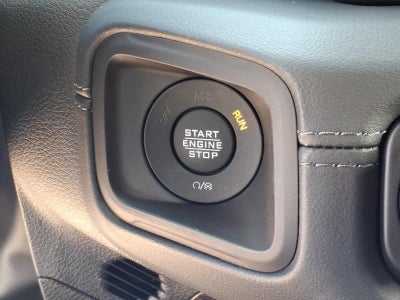 OFF ACC RUN
START
ENGINE
STOP